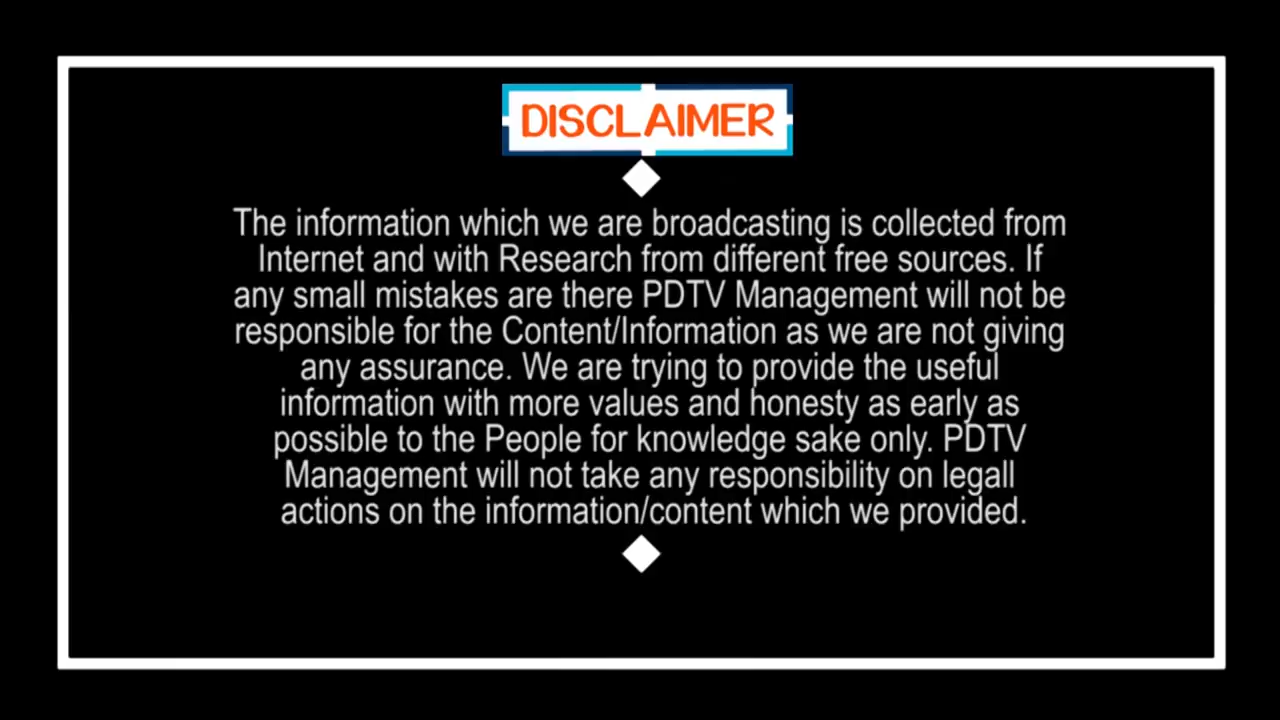 DISCLAIMER
The information which we are broadcasting is collected from
Internet and with Research from different free sources. If
any small mistakes are there PDTV Management will not be
responsible for the Content/Information as we are not giving
any assurance. We are trying to provide the useful
information with more values and honesty as early as
possible to the People for knowledge sake only. PDTV
Management will not take any responsibility on legall
actions on the information/content which we provided.